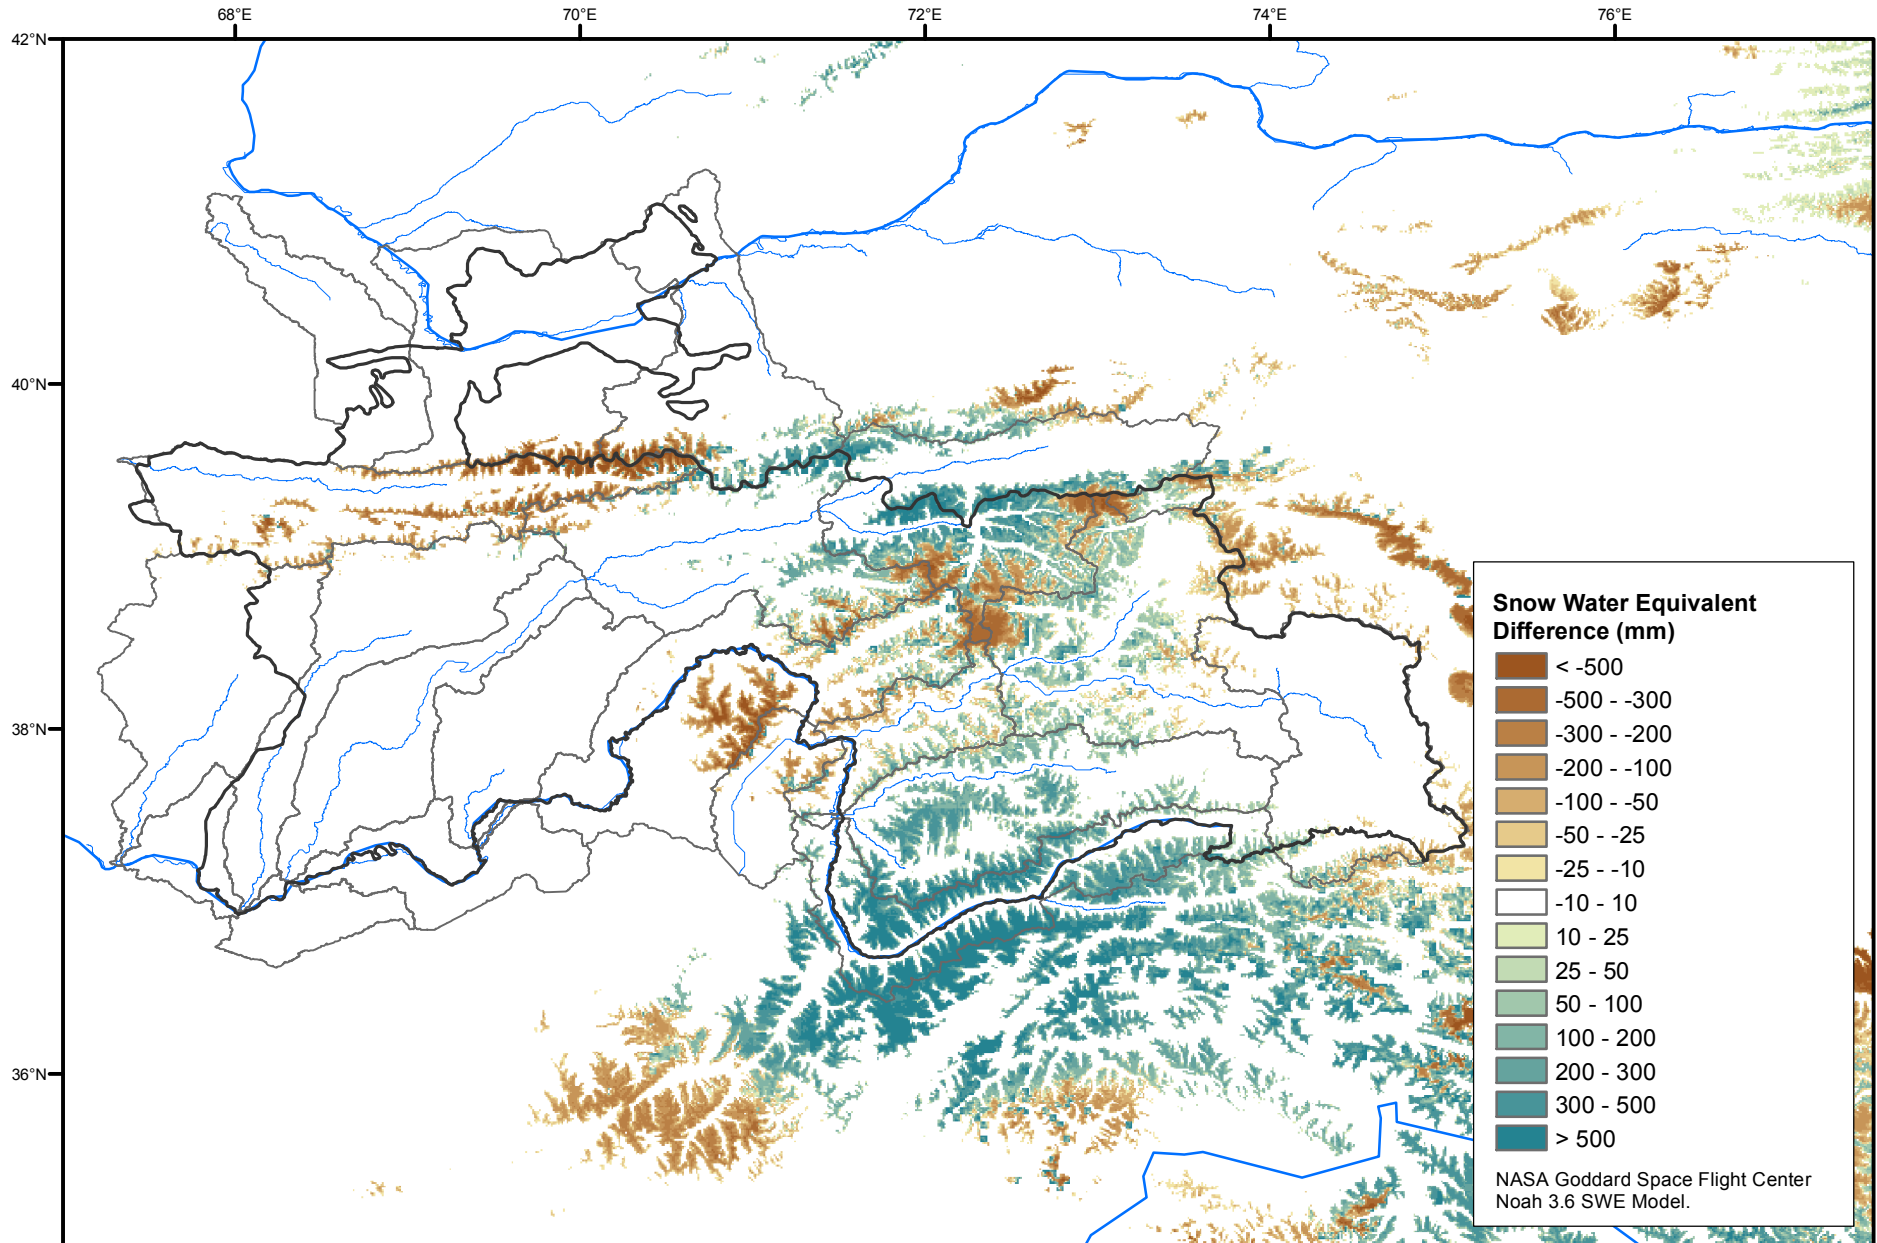 68°E
70°E
72°E
74°E
76°E
42°N
40°N
38°N
36°N
Snow Water Equivalent
Difference (mm)
< -500
-500 - -300
-300 - -200
-200 - -100
-100 - -50
-50 - -25
-25 - -10
-10 - 10
10 - 25
25 - 50
50 - 100
100 - 200
200 - 300
300 - 500
> 500
NASA Goddard Space Flight Center
Noah 3.6 SWE Model.